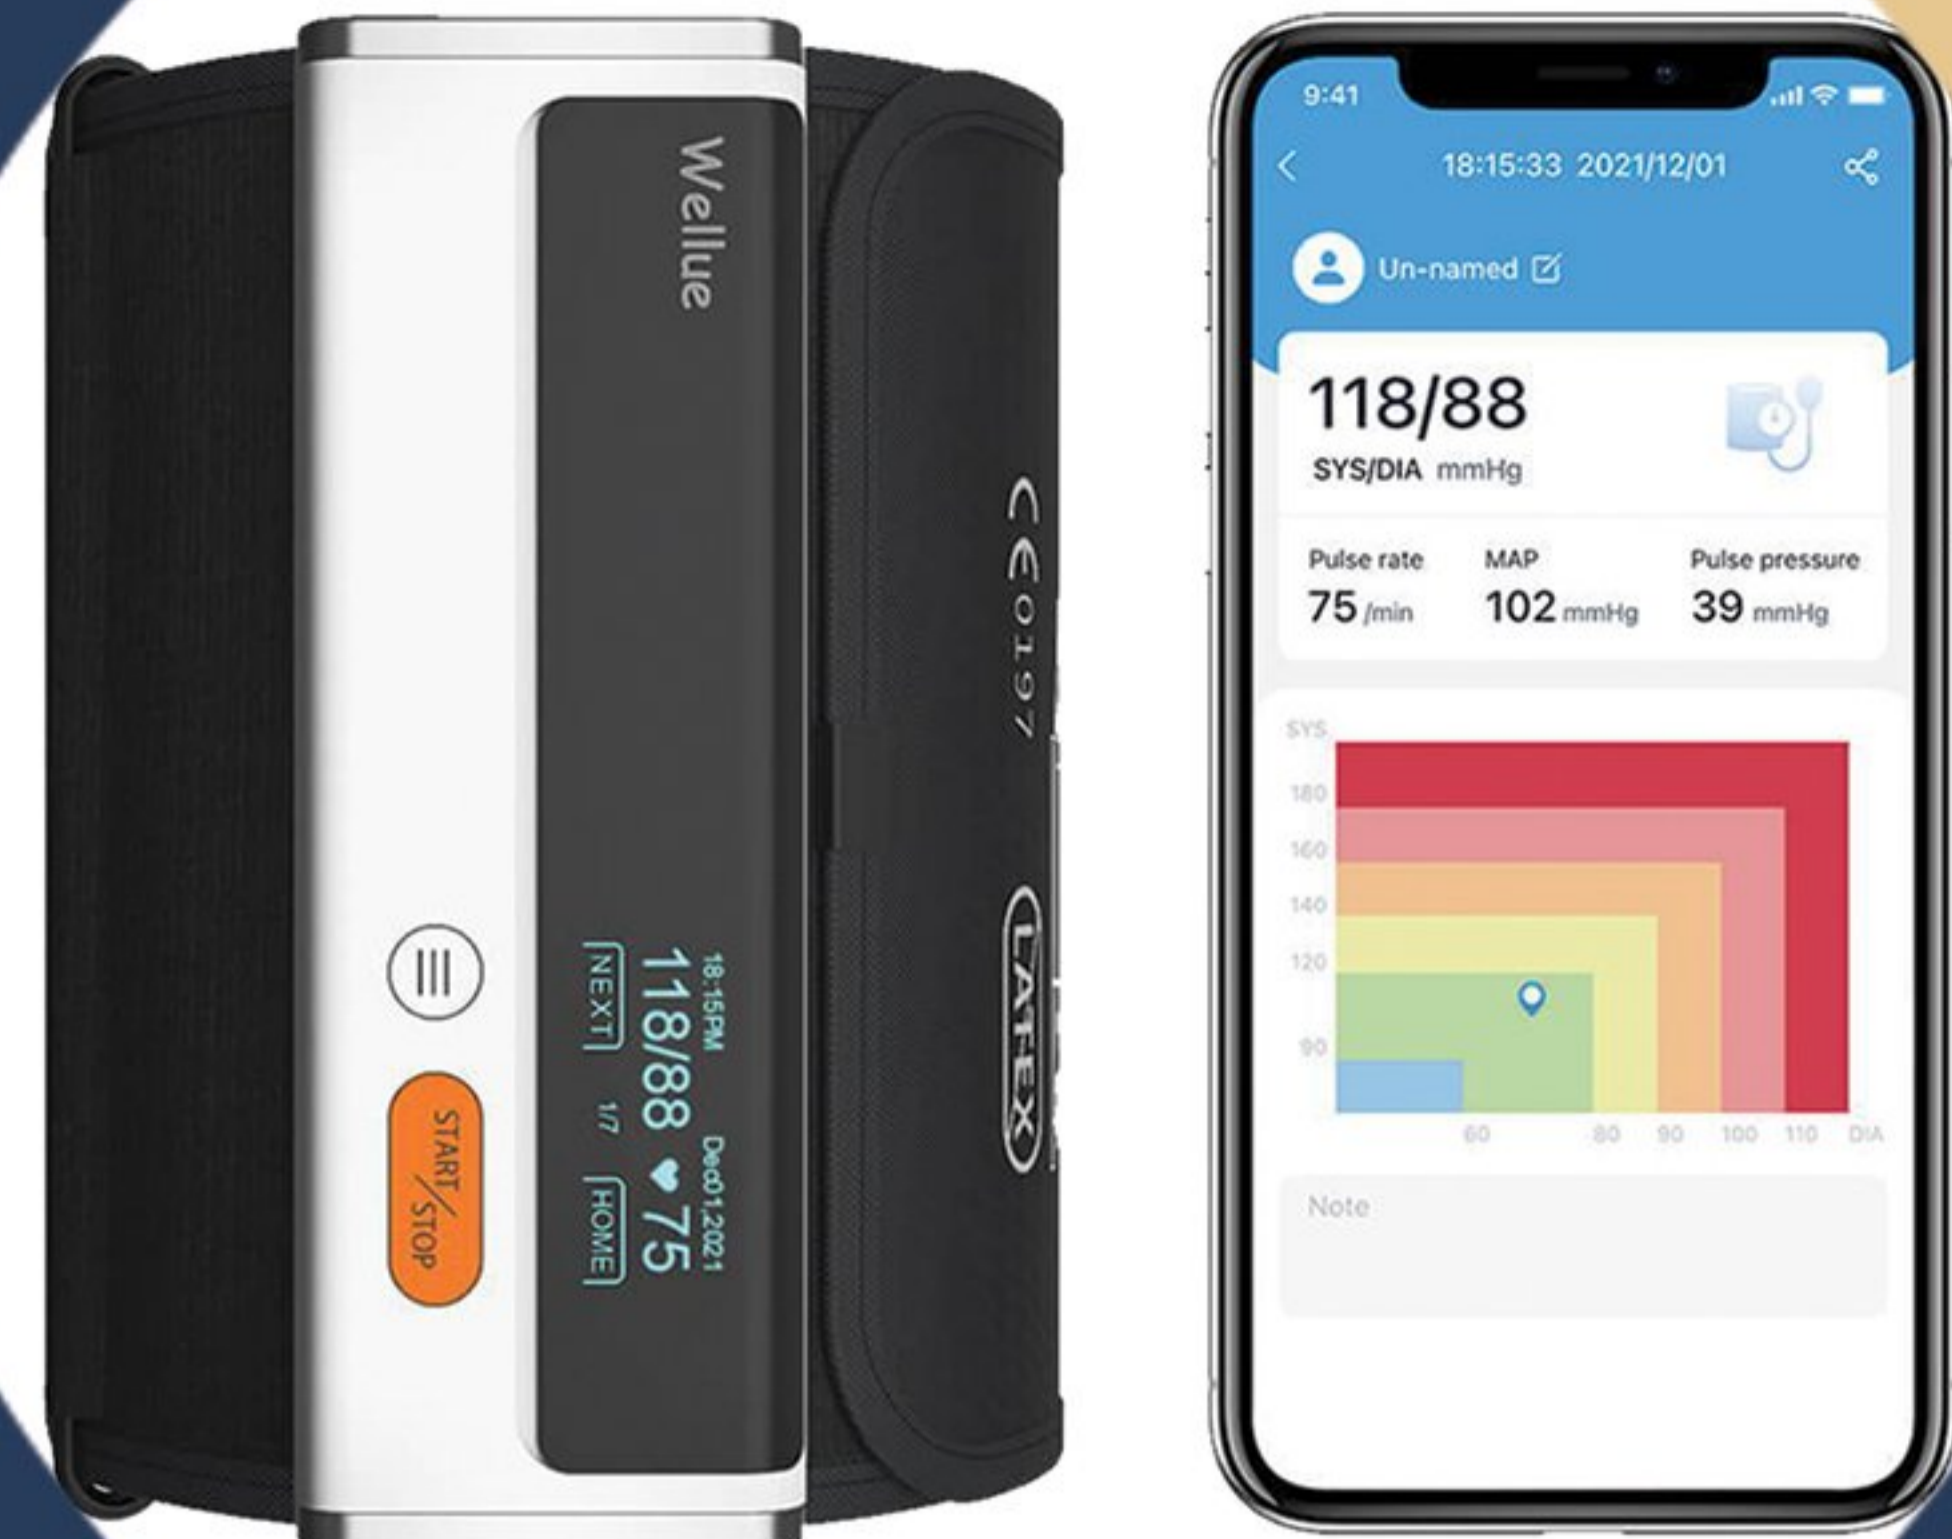 Wellue
18:15PM Dec01,2021
118/88 ♥ 75
NEXT 1/7 HOME
START/STOP
CE0197
LATEX
9:41
18:15:33 2021/12/01
Un-named
118/88
SYS/DIA mmHg
Pulse rate MAP Pulse pressure
75 /min 102 mmHg 39 mmHg
SYS
180
160
140
120
90
60 80 90 100 110 DIA
Note